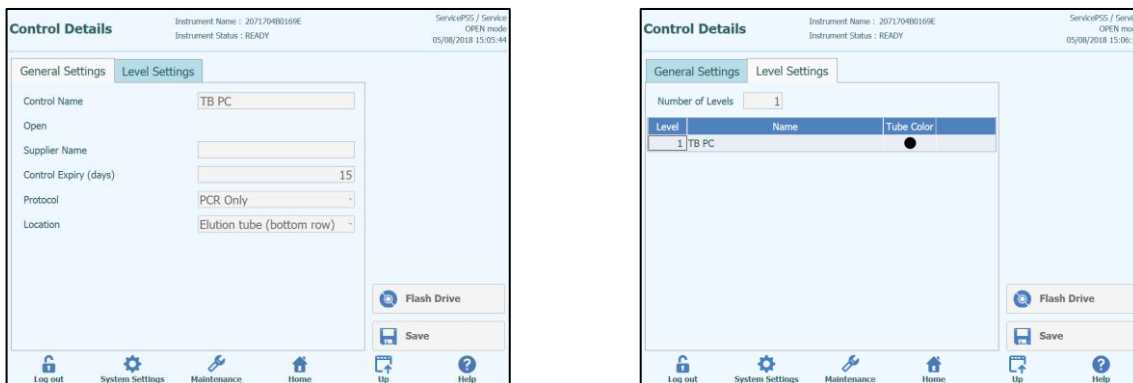 Control Details
Instrument Name : 2071704B0169E
Instrument Status : READY
ServicePSS / Service
OPEN mode
05/08/2018 15:05:44
General Settings
Level Settings
Control Name
TB PC
Open
Supplier Name
Control Expiry (days)
15
Protocol
PCR Only
Location
Elution tube (bottom row)
Flash Drive
Save
Log out
System Settings
Maintenance
Home
Up
Help
Control Details
Instrument Name : 2071704B0169E
Instrument Status : READY
ServicePSS /
OPEN
05/08/2018 15:06:
General Settings
Level Settings
Number of Levels 1
Level Name Tube Color
1 TB PC
Flash Drive
Save
Log out
System Settings
Maintenance
Home
Up
Help